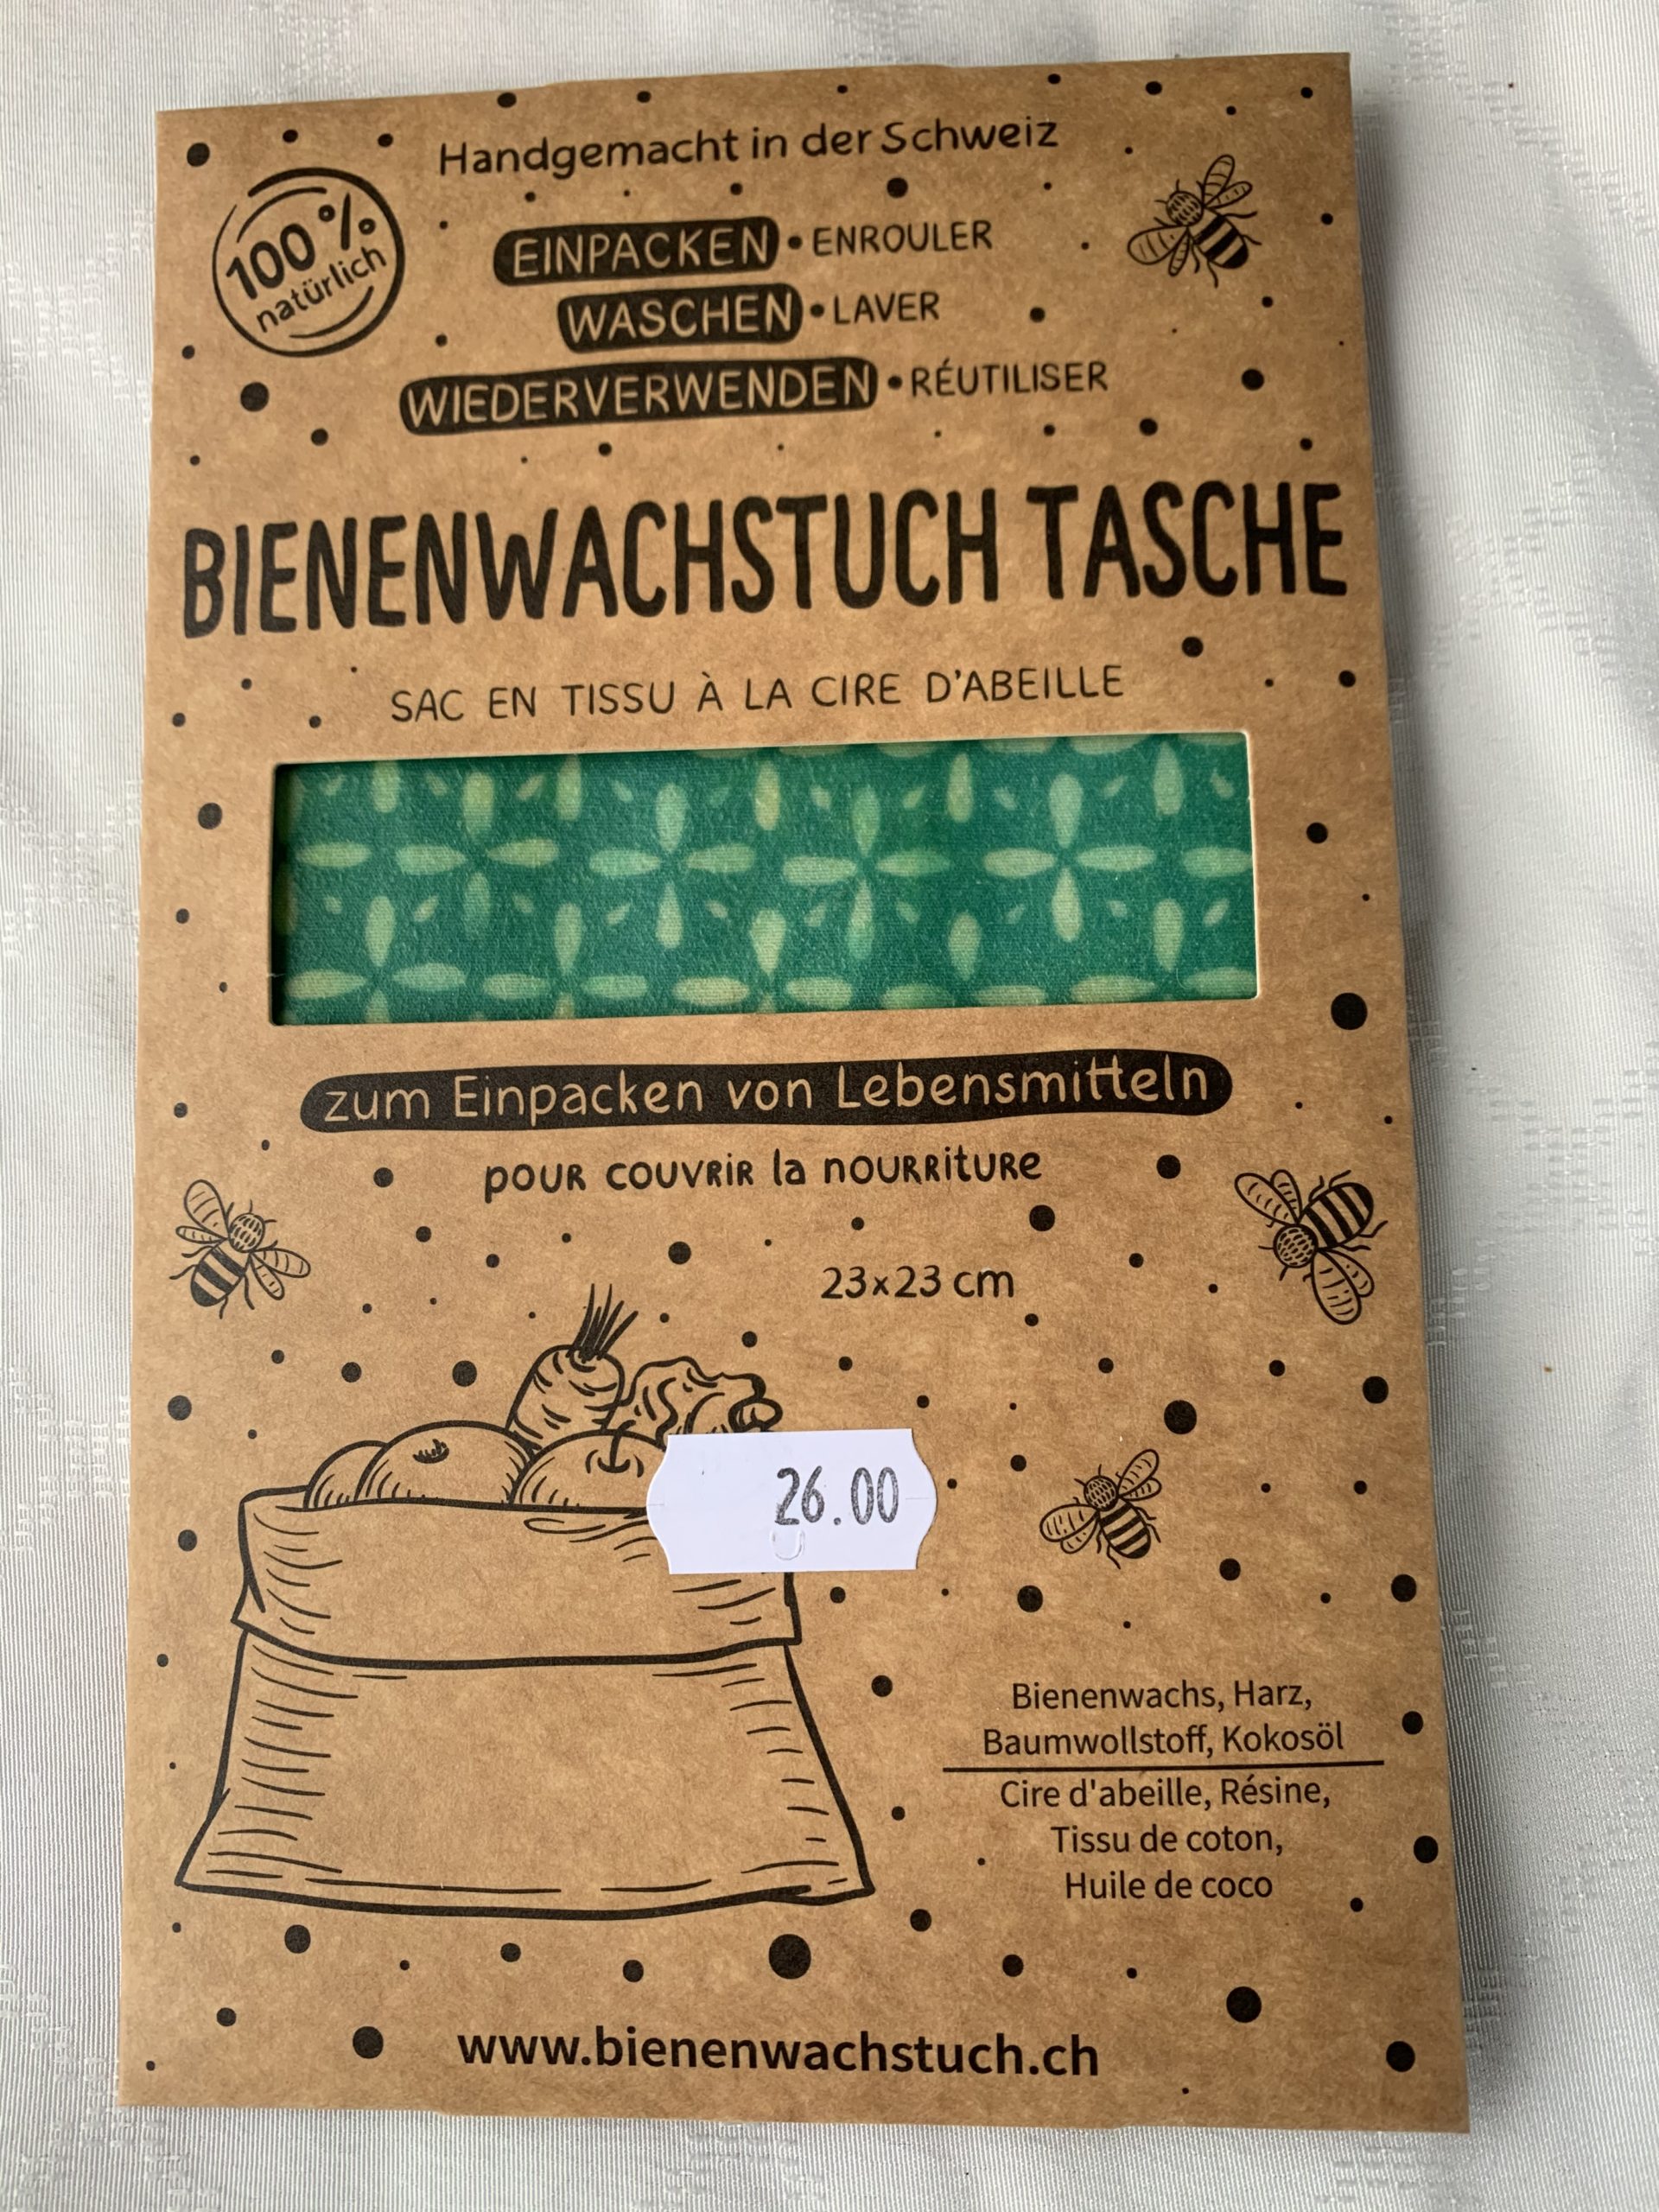 Handgemacht in der Schweiz
100%
natürlich
EINPACKEN • ENROULER
WASCHEN • LAVER
WIEDERVERWENDEN • RÉUTILISER
BIENENWACHSTUCH TASCHE
SAC EN TISSU À LA CIRE D'ABEILLE
zum Einpacken von Lebensmitteln
pour couvrir la nourriture
23x23 cm
26.00
Bienenwachs, Harz,
Baumwollstoff, Kokosöl
Cire d'abeille, Résine,
Tissu de coton,
Huile de coco
www.bienenwachstuch.ch